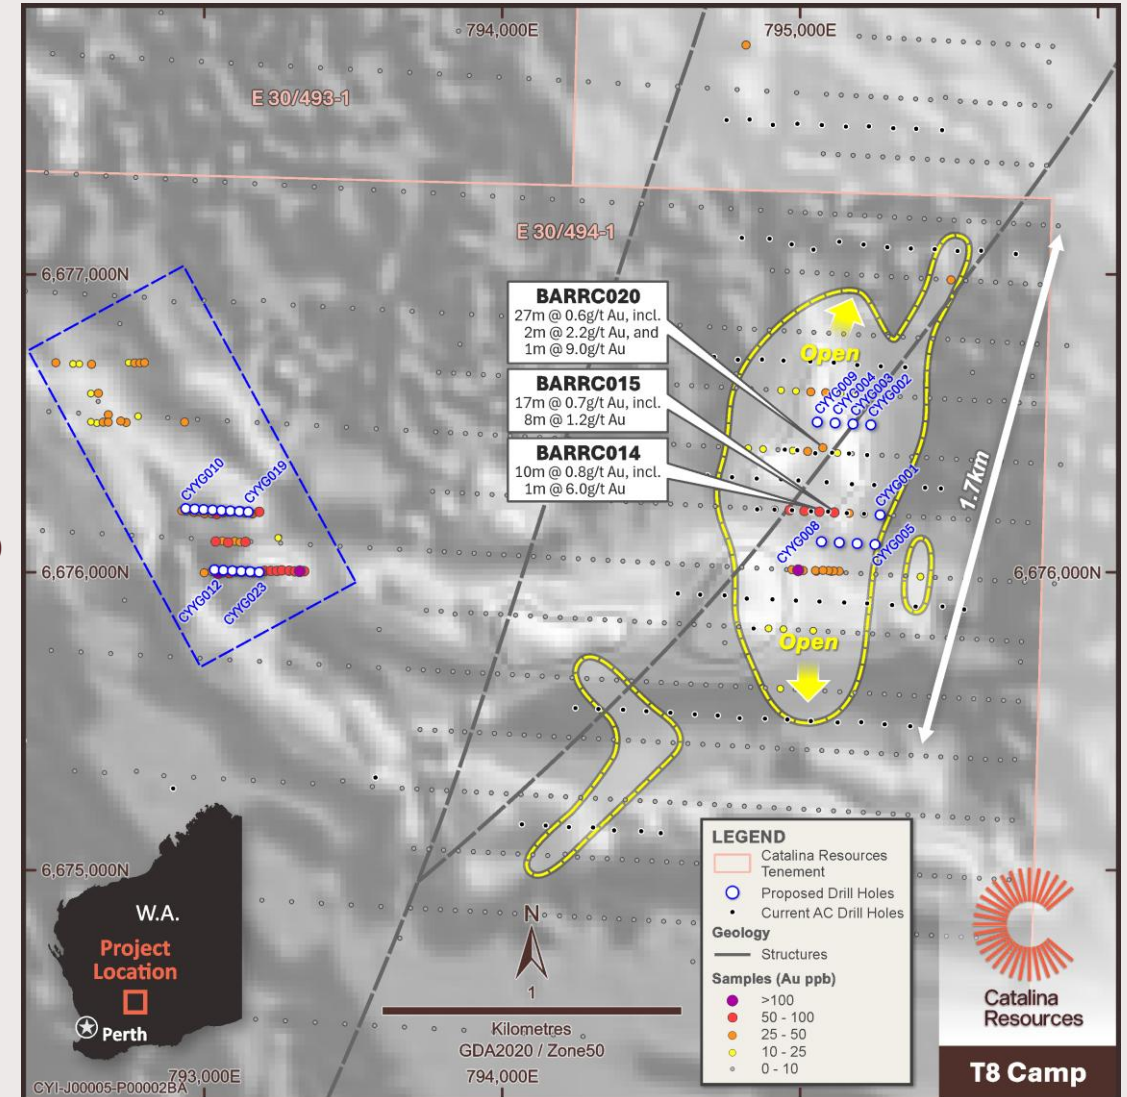 794,000E
795,000E
E 30/493-1
E 30/494-1
6,677,000N
BARRC020
27m @ 0.6g/t Au, incl.
2m @ 2.2g/t Au, and
1m @ 9.0g/t Au
BARRC015
17m @ 0.7g/t Au, incl.
8m @ 1.2g/t Au
BARRC014
10m @ 0.8g/t Au, incl.
1m @ 6.0g/t Au
Open
CYYG009
CYYG004
CYYG003
CYYG002
CYYG010
CYYG019
CYYG001
1.7km
CYYG008
CYYG005
6,676,000N
6,676,000N
CYYG012
CYYG023
Open
6,675,000N
W.A.
Project
Location
Perth
N
1
Kilometres
GDA2020 / Zone50
LEGEND
Catalina Resources
Tenement
Proposed Drill Holes
Current AC Drill Holes
Geology
Structures
Samples (Au ppb)
>100
50 - 100
25 - 50
10 - 25
0 - 10
Catalina
Resources
T8 Camp
793,000E
794,000E
CYI-J00005-P00002BA